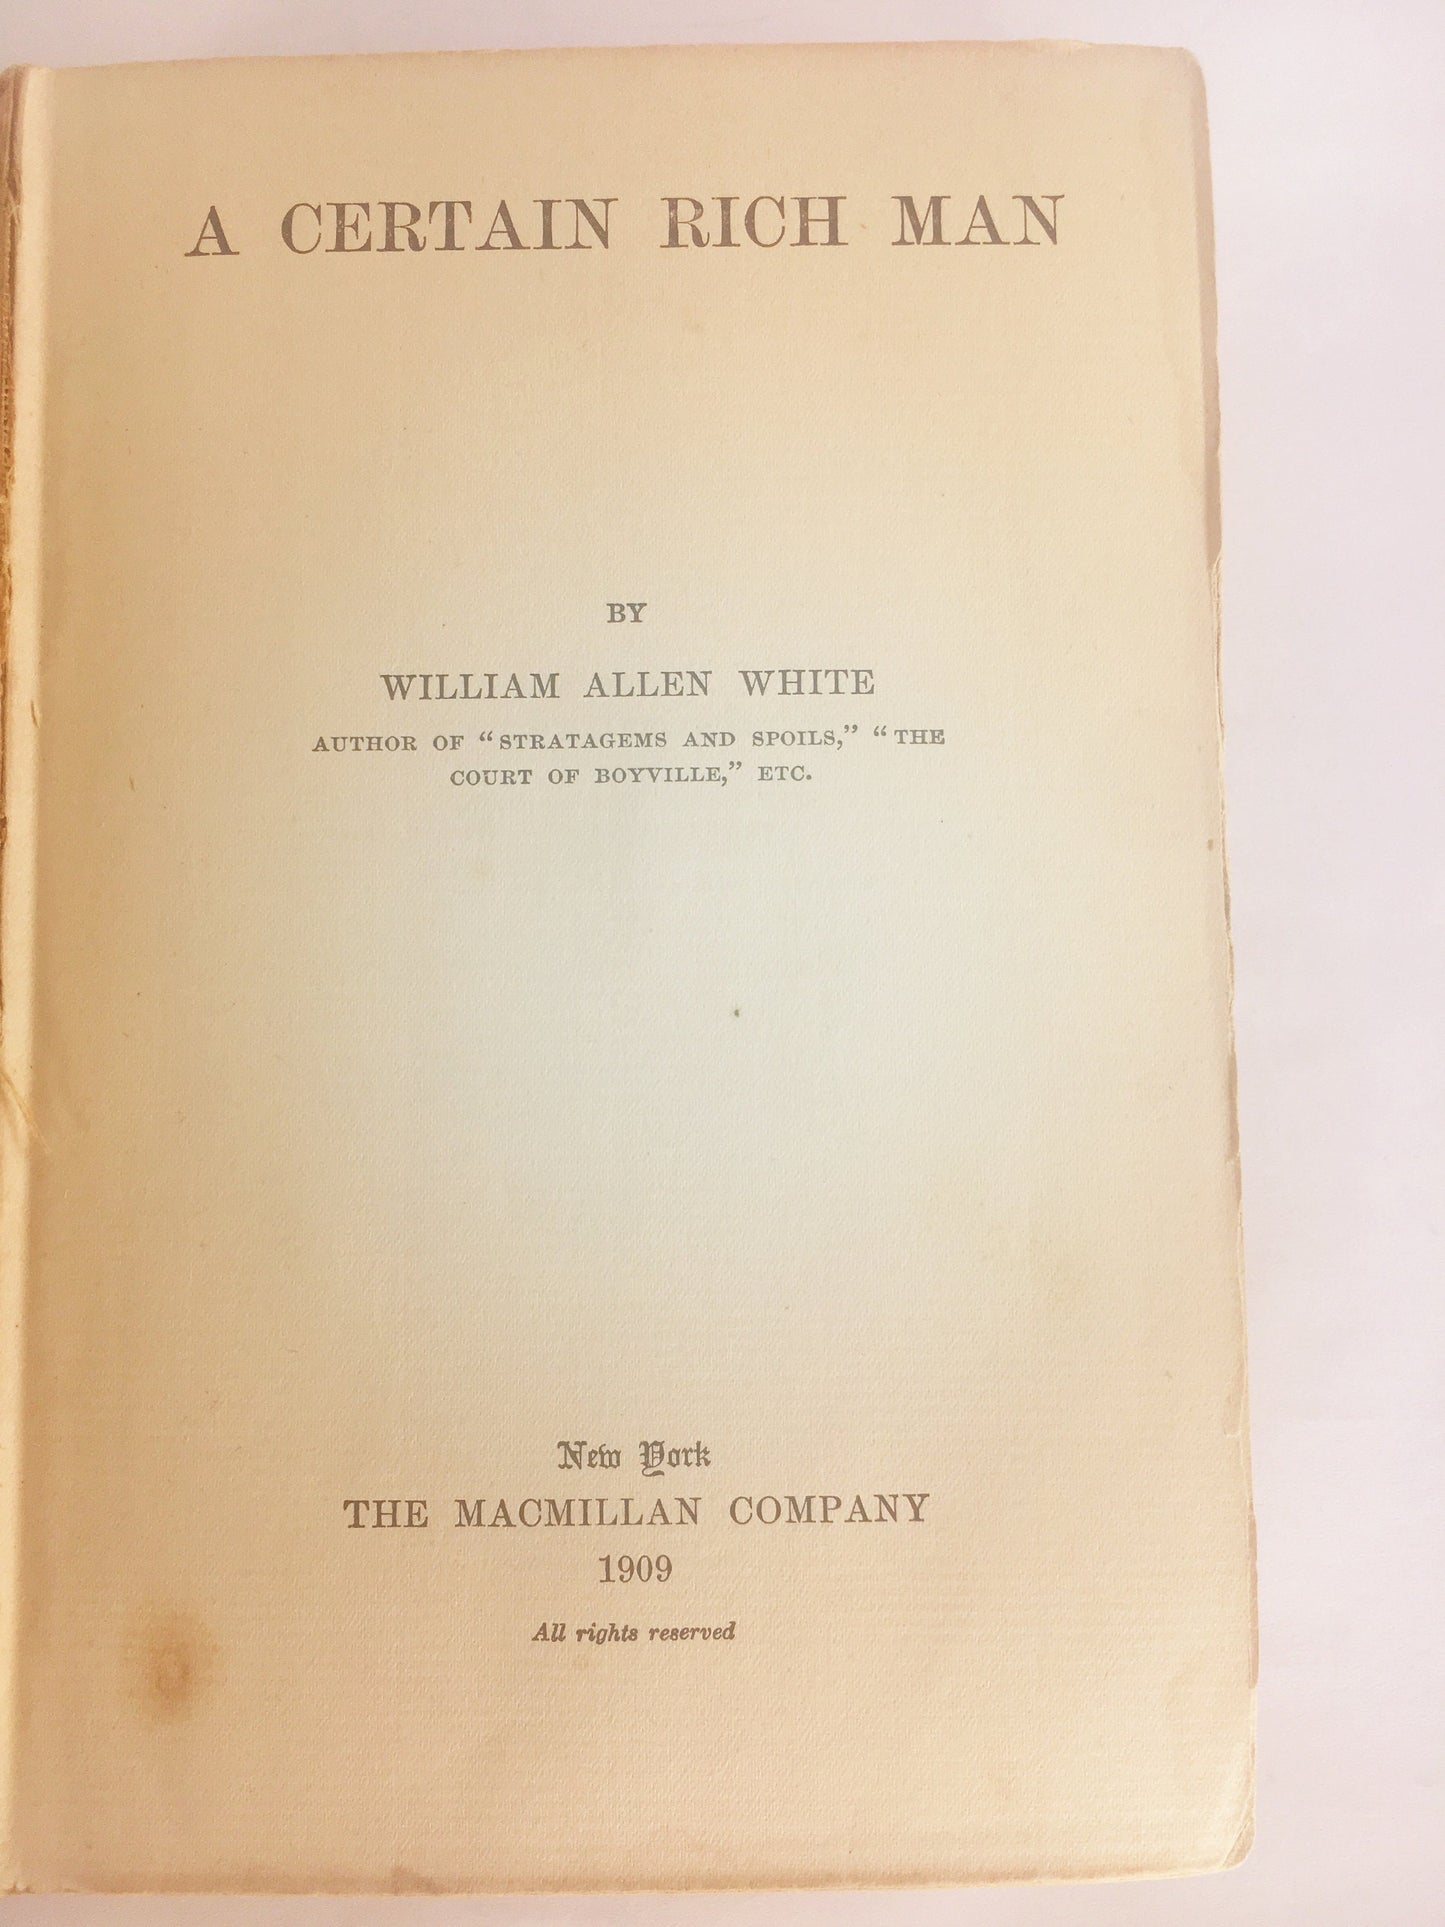 A CERTAIN RICH MAN
BY
WILLIAM ALLEN WHITE
AUTHOR OF “STRATAGEMS AND SPOILS,” “THE
COURT OF BOYVILLE,” ETC.
New York
THE MACMILLAN COMPANY
1909
All rights reserved